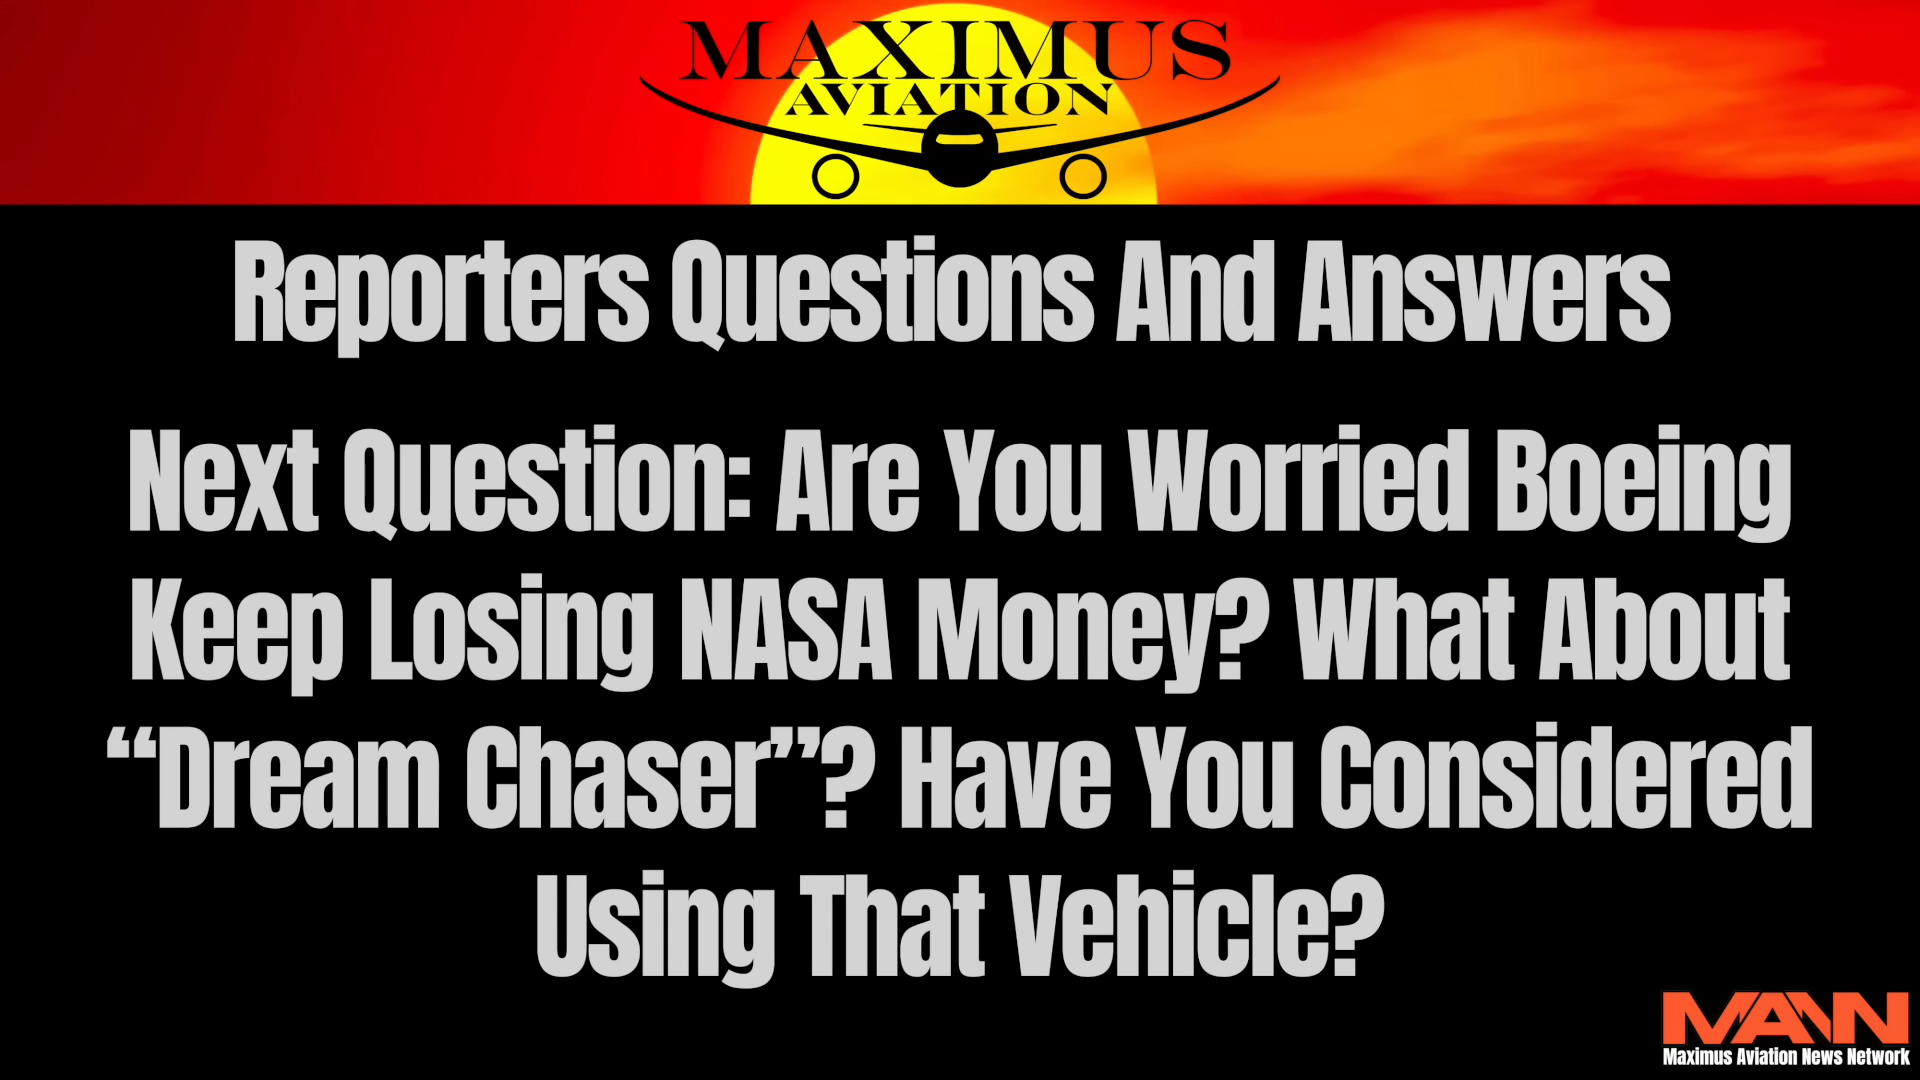 MAXIMUS
AVIATION
Reporters Questions And Answers
Next Question: Are You Worried Boeing
Keep Losing NASA Money? What About
“Dream Chaser”? Have You Considered
Using That Vehicle?
MANN
Maximus Aviation News Network